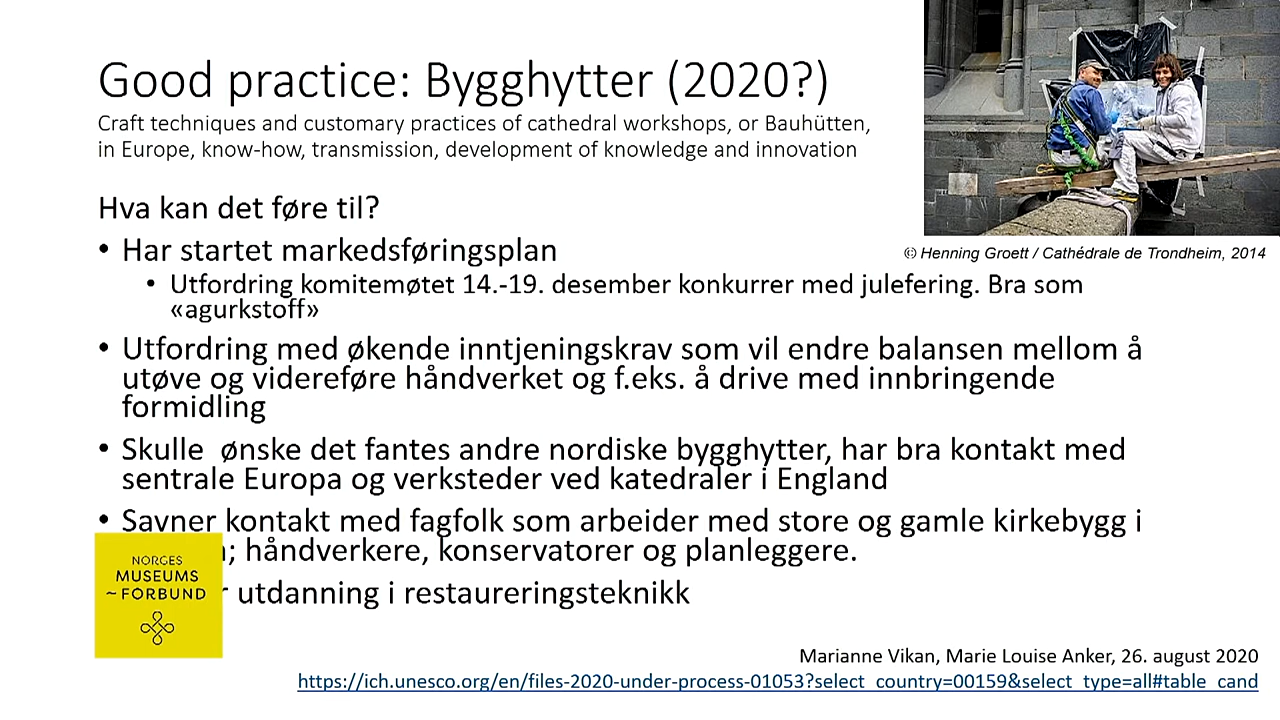 Good practice: Bygghytter (2020?)
Craft techniques and customary practices of cathedral workshops, or Bauhütten,
in Europe, know-how, transmission, development of knowledge and innovation
© Henning Groett / Cathédrale de Trondheim, 2014
Hva kan det føre til?
• Har startet markedsføringsplan
• Utfordring komitemøtet 14.-19. desember konkurrer med julefering. Bra som
«agurkstoff»
• Utfordring med økende inntjeningskrav som vil endre balansen mellom å
utøve og videreføre håndverket og f.eks. å drive med innbringende
formidling
• Skulle  ønske det fantes andre nordiske bygghytter, har bra kontakt med
sentrale Europa og verksteder ved katedraler i England
• Savner kontakt med fagfolk som arbeider med store og gamle kirkebygg i
; håndverkere, konservatorer og planleggere.
utdanning i restaureringsteknikk
NORGES
MUSEUMS
~FORBUND
Marianne Vikan, Marie Louise Anker, 26. august 2020
https://ich.unesco.org/en/files-2020-under-process-01053?select_country=00159&select_type=all#table_cand